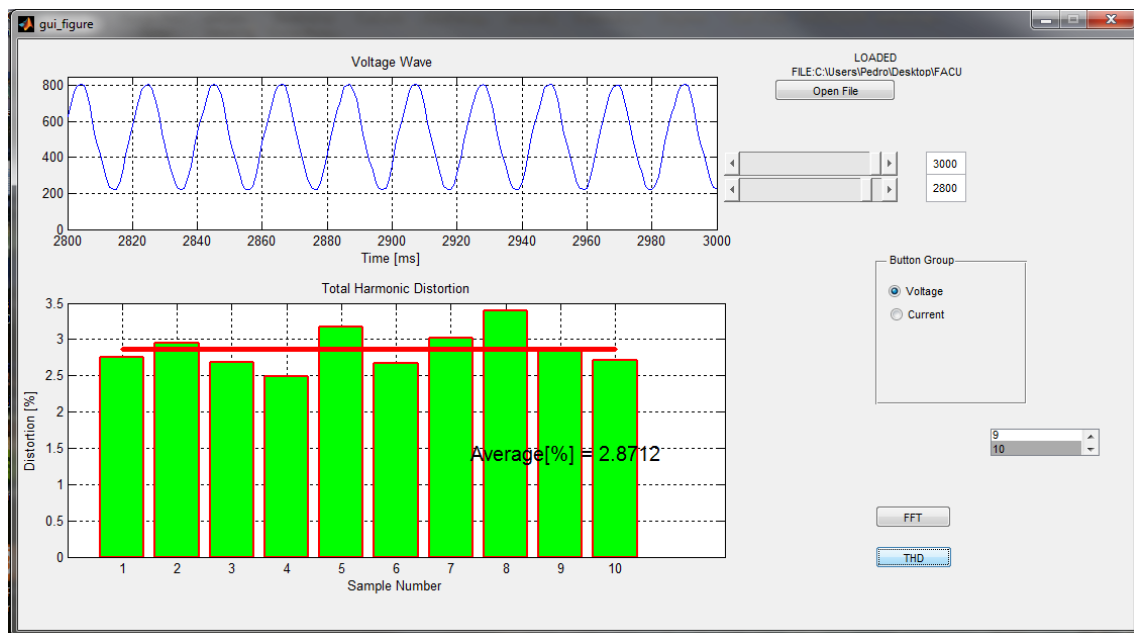 gui_figure
Voltage Wave
800
600
400
200
0
2800 2820 2840 2860 2880 2900 2920 2940 2960 2980 3000
Time [ms]
LOADED
FILE:C:\Users\Pedro\Desktop\FACU
Open File
3000
2800
Button Group
Voltage
Current
Total Harmonic Distortion
3.5
3
2.5
2
1.5
1
0.5
0
Distortion [%]
Average[%] = 2.8712
1 2 3 4 5 6 7 8 9 10
Sample Number
9
10
FFT
THD